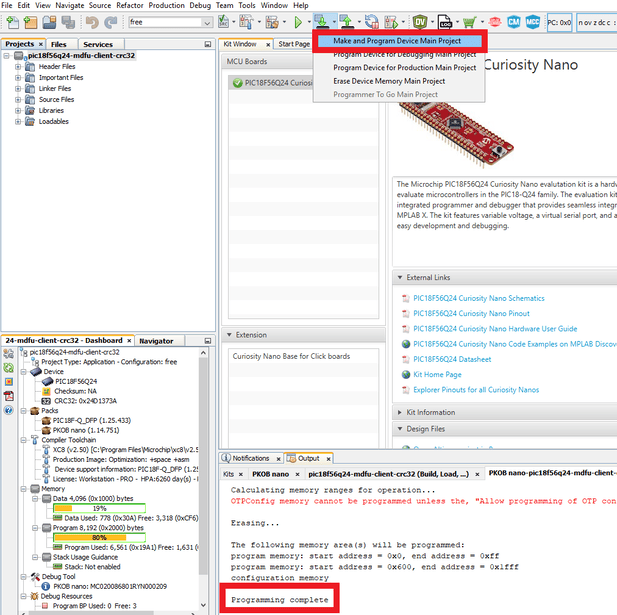 File Edit View Navigate Source Refactor Production Debug Team Tools Window Help
free
DV
LOG
CM
MCC
PC: 0x0
n ov z dc c :
Projects × Files Services
Kit Window × Start Page
Make and Program Device Main Project
Program Device for Debugging Main Project
Program Device for Production Main Project
Erase Device Memory Main Project
Programmer To Go Main Project
pic18f56q24-mdfu-client-crc32
Header Files
Important Files
Linker Files
Source Files
Libraries
Loadables
MCU Boards
PIC18F56Q24 Curiosi
Curiosity Nano
The Microchip PIC18F56Q24 Curiosity Nano evalutation kit is a hardw
evaluate microcontrollers in the PIC18-Q24 family. The evaluation kit
integrated programmer and debugger that provides seamless integr
MPLAB X. The kit features variable voltage, a virtual serial port, and a
easy development and debugging.
External Links
PIC18F56Q24 Curiosity Nano Schematics
PIC18F56Q24 Curiosity Nano Pinout
PIC18F56Q24 Curiosity Nano Hardware User Guide
PIC18F56Q24 Curiosity Nano Code Examples on MPLAB Discov
PIC18F56Q24 Datasheet
Kit Home Page
Explorer Pinouts for all Curiosity Nanos
Kit Information
Design Files
Extension
Curiosity Nano Base for Click boards
24-mdfu-client-crc32 - Dashboard × Navigator
pic18f56q24-mdfu-client-crc32
Project Type: Application - Configuration: free
Device
PIC18F56Q24
Checksum: NA
CRC32: 0x24D1373A
Packs
PIC18F-Q_DFP (1.25.433)
PKOB nano (1.14.751)
Compiler Toolchain
XC8 (v2.50) [C:\Program Files\Microchip\xc8\v2.5
Production Image: Optimization: +space +asm
Device support information: PIC18F-Q_DFP (1.25.
License: Workstation - PRO - HPA:6260 day(s) - H
Memory
Data 4,096 (0x1000) bytes
19%
Data Used: 778 (0x30A) Free: 3,318 (0xCF6)
Program 8,192 (0x2000) bytes
80%
Program Used: 6,561 (0x19A1) Free: 1,631 (
Stack Usage Guidance
Stack: Not enabled
Debug Tool
PKOB nano: MC020086B01RYN000209
Debug Resources
Program BP Used: 0 Free: 3
Notifications × Output ×
Kits × PKOB nano × pic18f56q24-mdfu-client-crc32 (Build, Load, ...) × PKOB nano-pic18f56q24-mdfu-client-
Calculating memory ranges for operation...
OTPConfig memory cannot be programmed unless the, "Allow programming of OTP con
Erasing...
The following memory area(s) will be programmed:
program memory: start address = 0x0, end address = 0xff
program memory: start address = 0x600, end address = 0x1fff
configuration memory
Programming complete